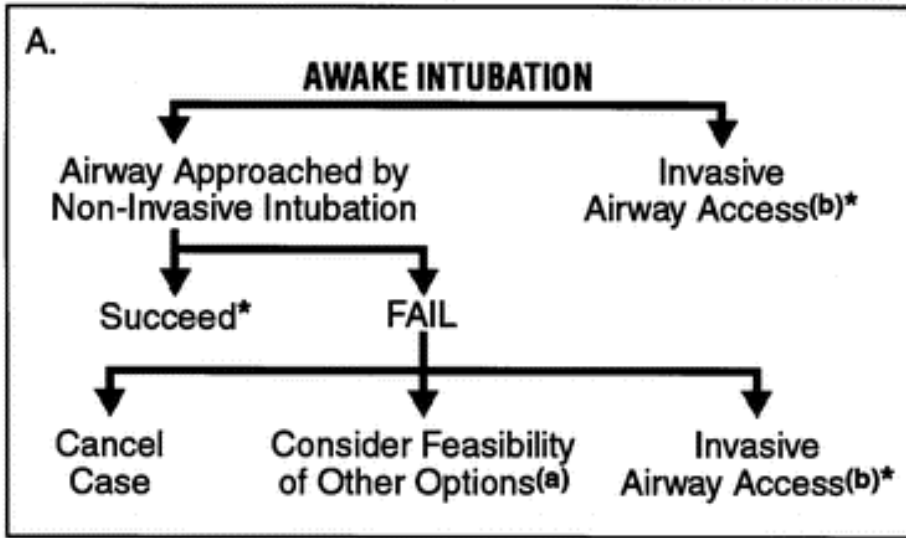 A.
AWAKE INTUBATION
Airway Approached by
Non-Invasive Intubation
Invasive
Airway Access(b)*
Succeed*
FAIL
Cancel
Case
Consider Feasibility
of Other Options(a)
Invasive
Airway Access(b)*